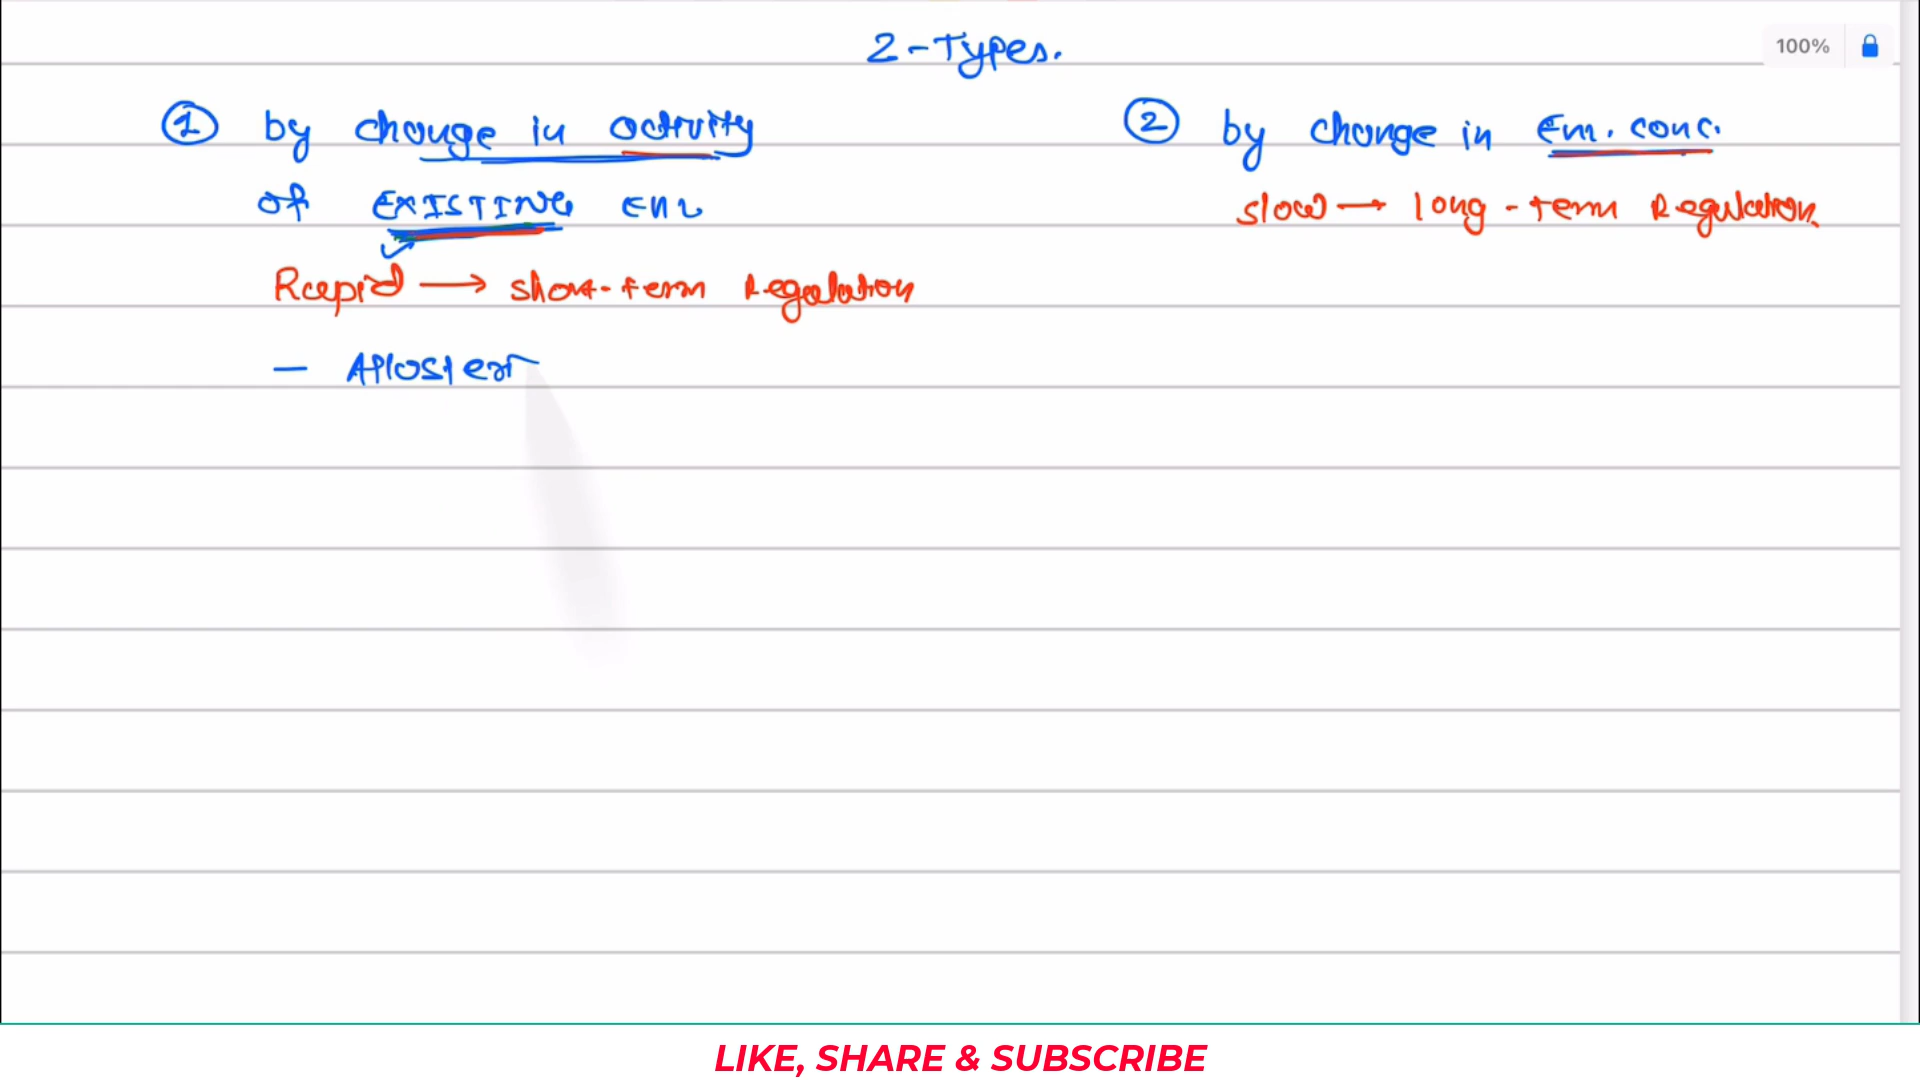 2-Types.
100%
① by change in activity
of EXISTING Enz
Rapid → short-term Regulation
– Alloster
② by change in Enz. conc.
slow → long-term Regulation
LIKE, SHARE & SUBSCRIBE